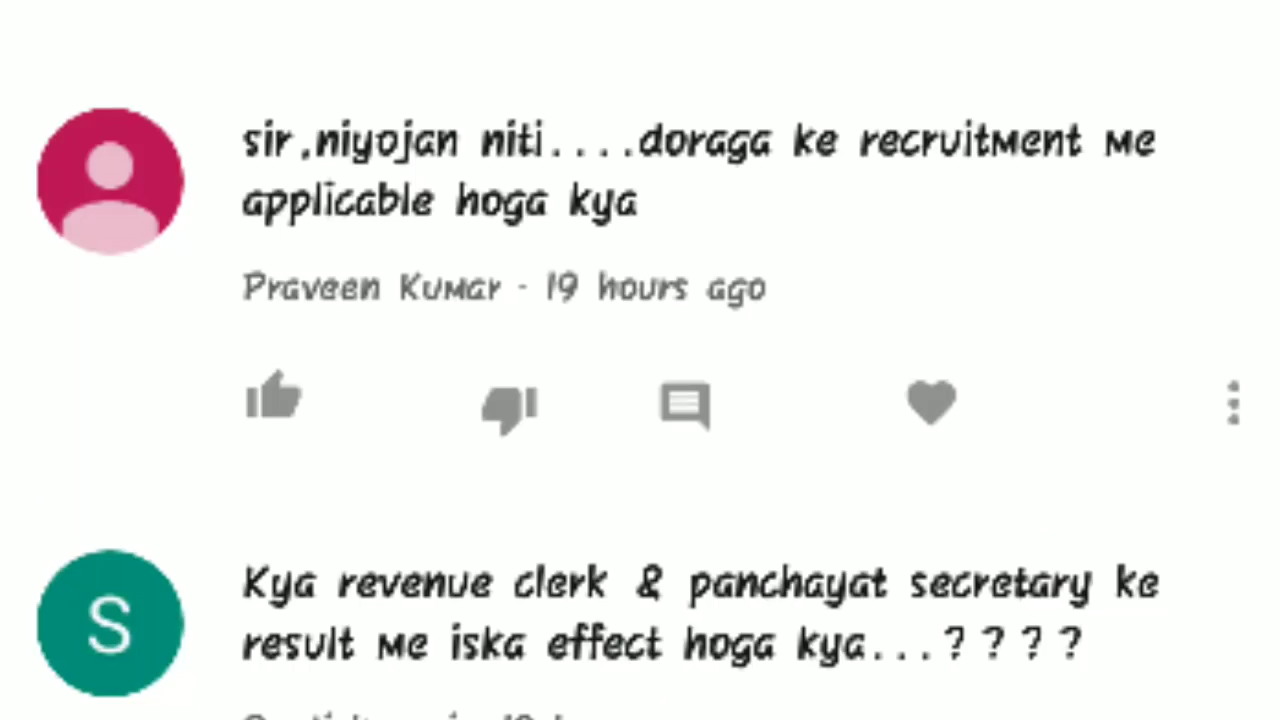 sir,niyojan niti....doraga ke recruitment me
applicable hoga kya
Praveen Kumar · 19 hours ago
S
Kya revenue clerk & panchayat secretary ke
result me iska effect hoga kya...????